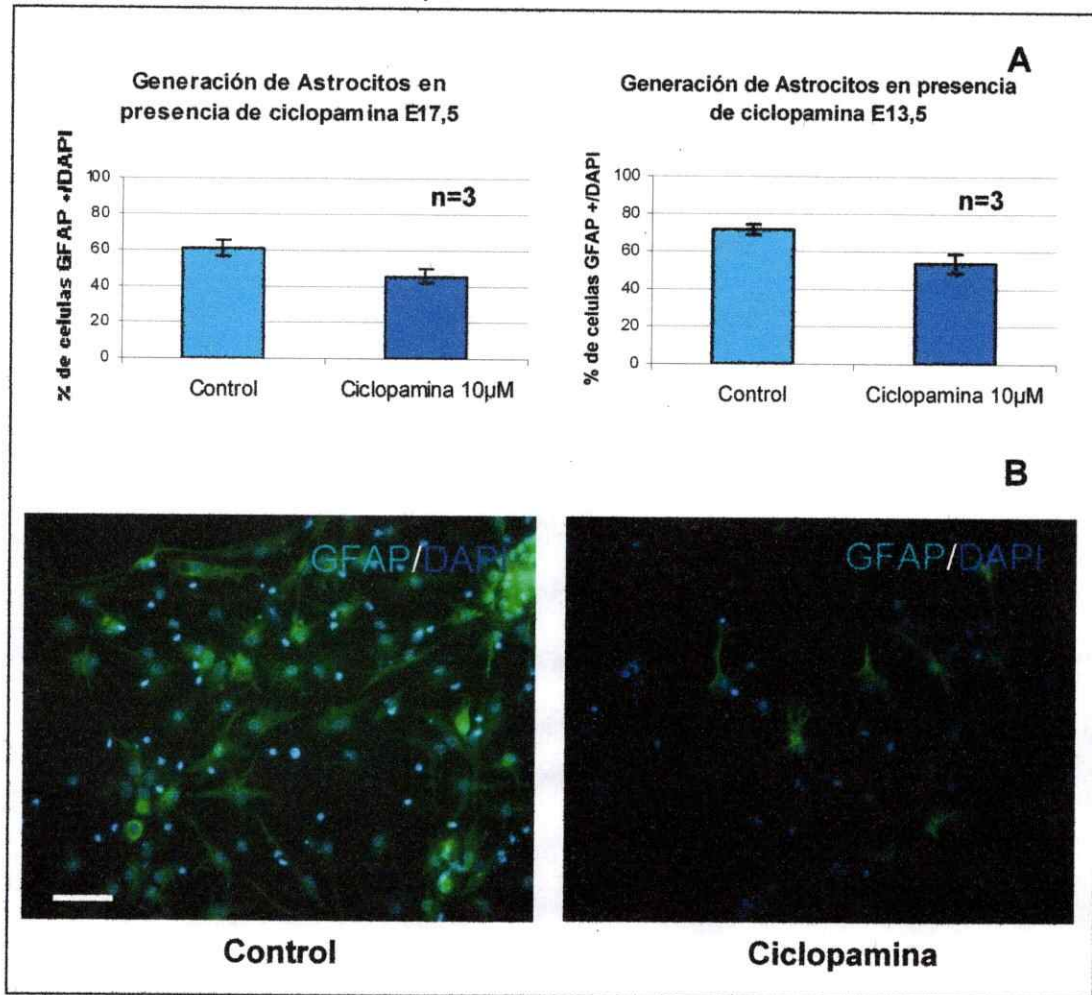 A
Generación de Astrocitos en
presencia de ciclopamina E17,5
% de celulas GFAP +/DAPI
100
80
60
40
20
0
n=3
Control
Ciclopamina 10µM
Generación de Astrocitos en presencia
de ciclopamina E13,5
% de celulas GFAP +/DAPI
100
80
60
40
20
0
n=3
Control
Ciclopamina 10µM
B
GFAP/DAPI
GFAP/DAPI
Control
Ciclopamina